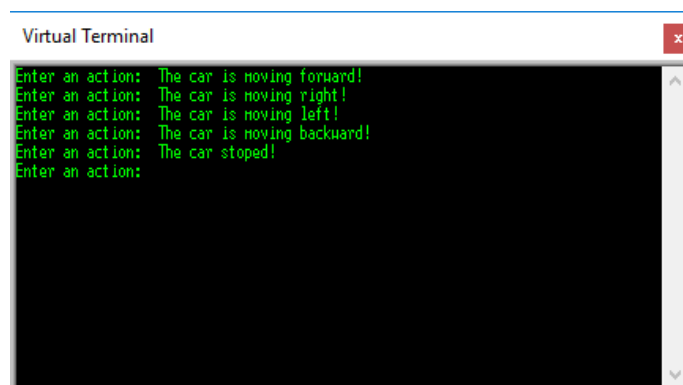 Virtual Terminal
x
Enter an action:  The car is moving forward!
Enter an action:  The car is moving right!
Enter an action:  The car is moving left!
Enter an action:  The car is moving backward!
Enter an action:  The car stoped!
Enter an action: